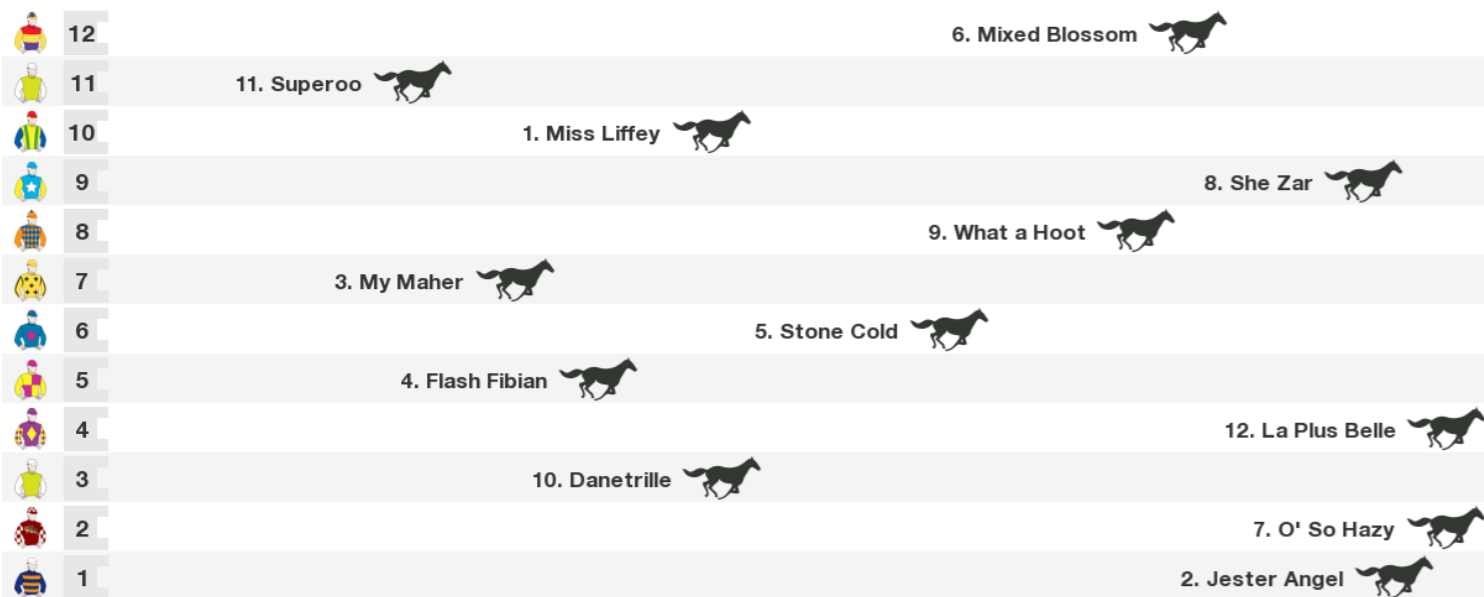 12 6. Mixed Blossom
11 11. Superoo
10 1. Miss Liffey
9 8. She Zar
8 9. What a Hoot
7 3. My Maher
6 5. Stone Cold
5 4. Flash Fibian
4 12. La Plus Belle
3 10. Danetrille
2 7. O' So Hazy
1 2. Jester Angel